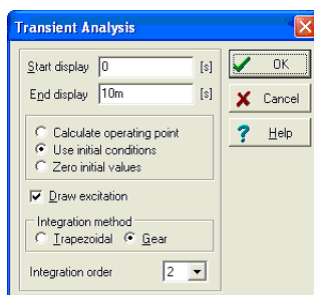 Transient Analysis
Start display 0 [s]
End display 10m [s]
OK
Cancel
Help
Calculate operating point
Use initial conditions
Zero initial values
Draw excitation
Integration method
Trapezoidal Gear
Integration order 2